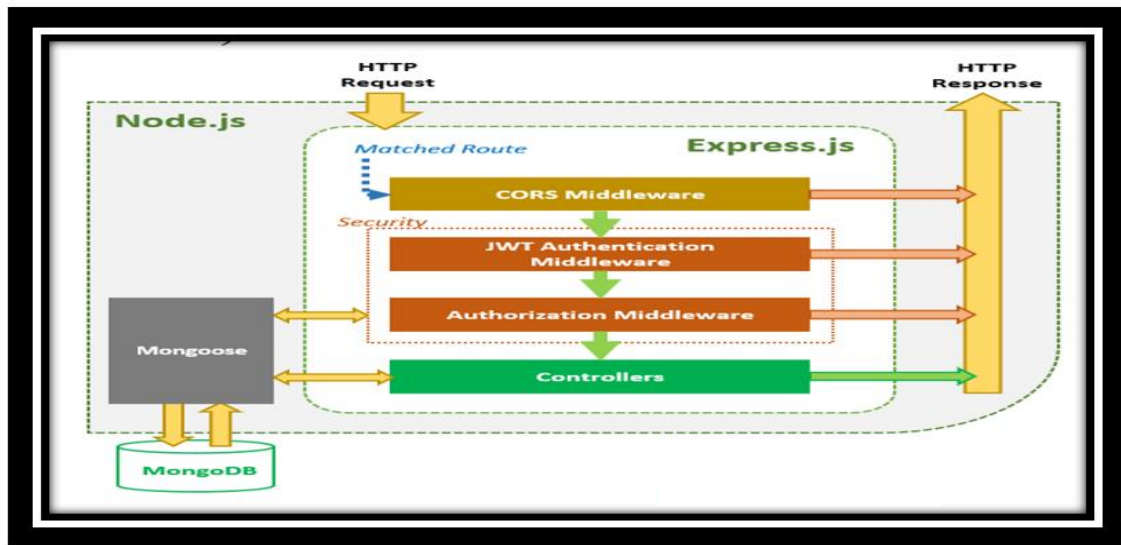 HTTP
Request
HTTP
Response
Node.js
Express.js
Matched Route
CORS Middleware
Security
JWT Authentication
Middleware
Authorization Middleware
Mongoose
Controllers
MongoDB